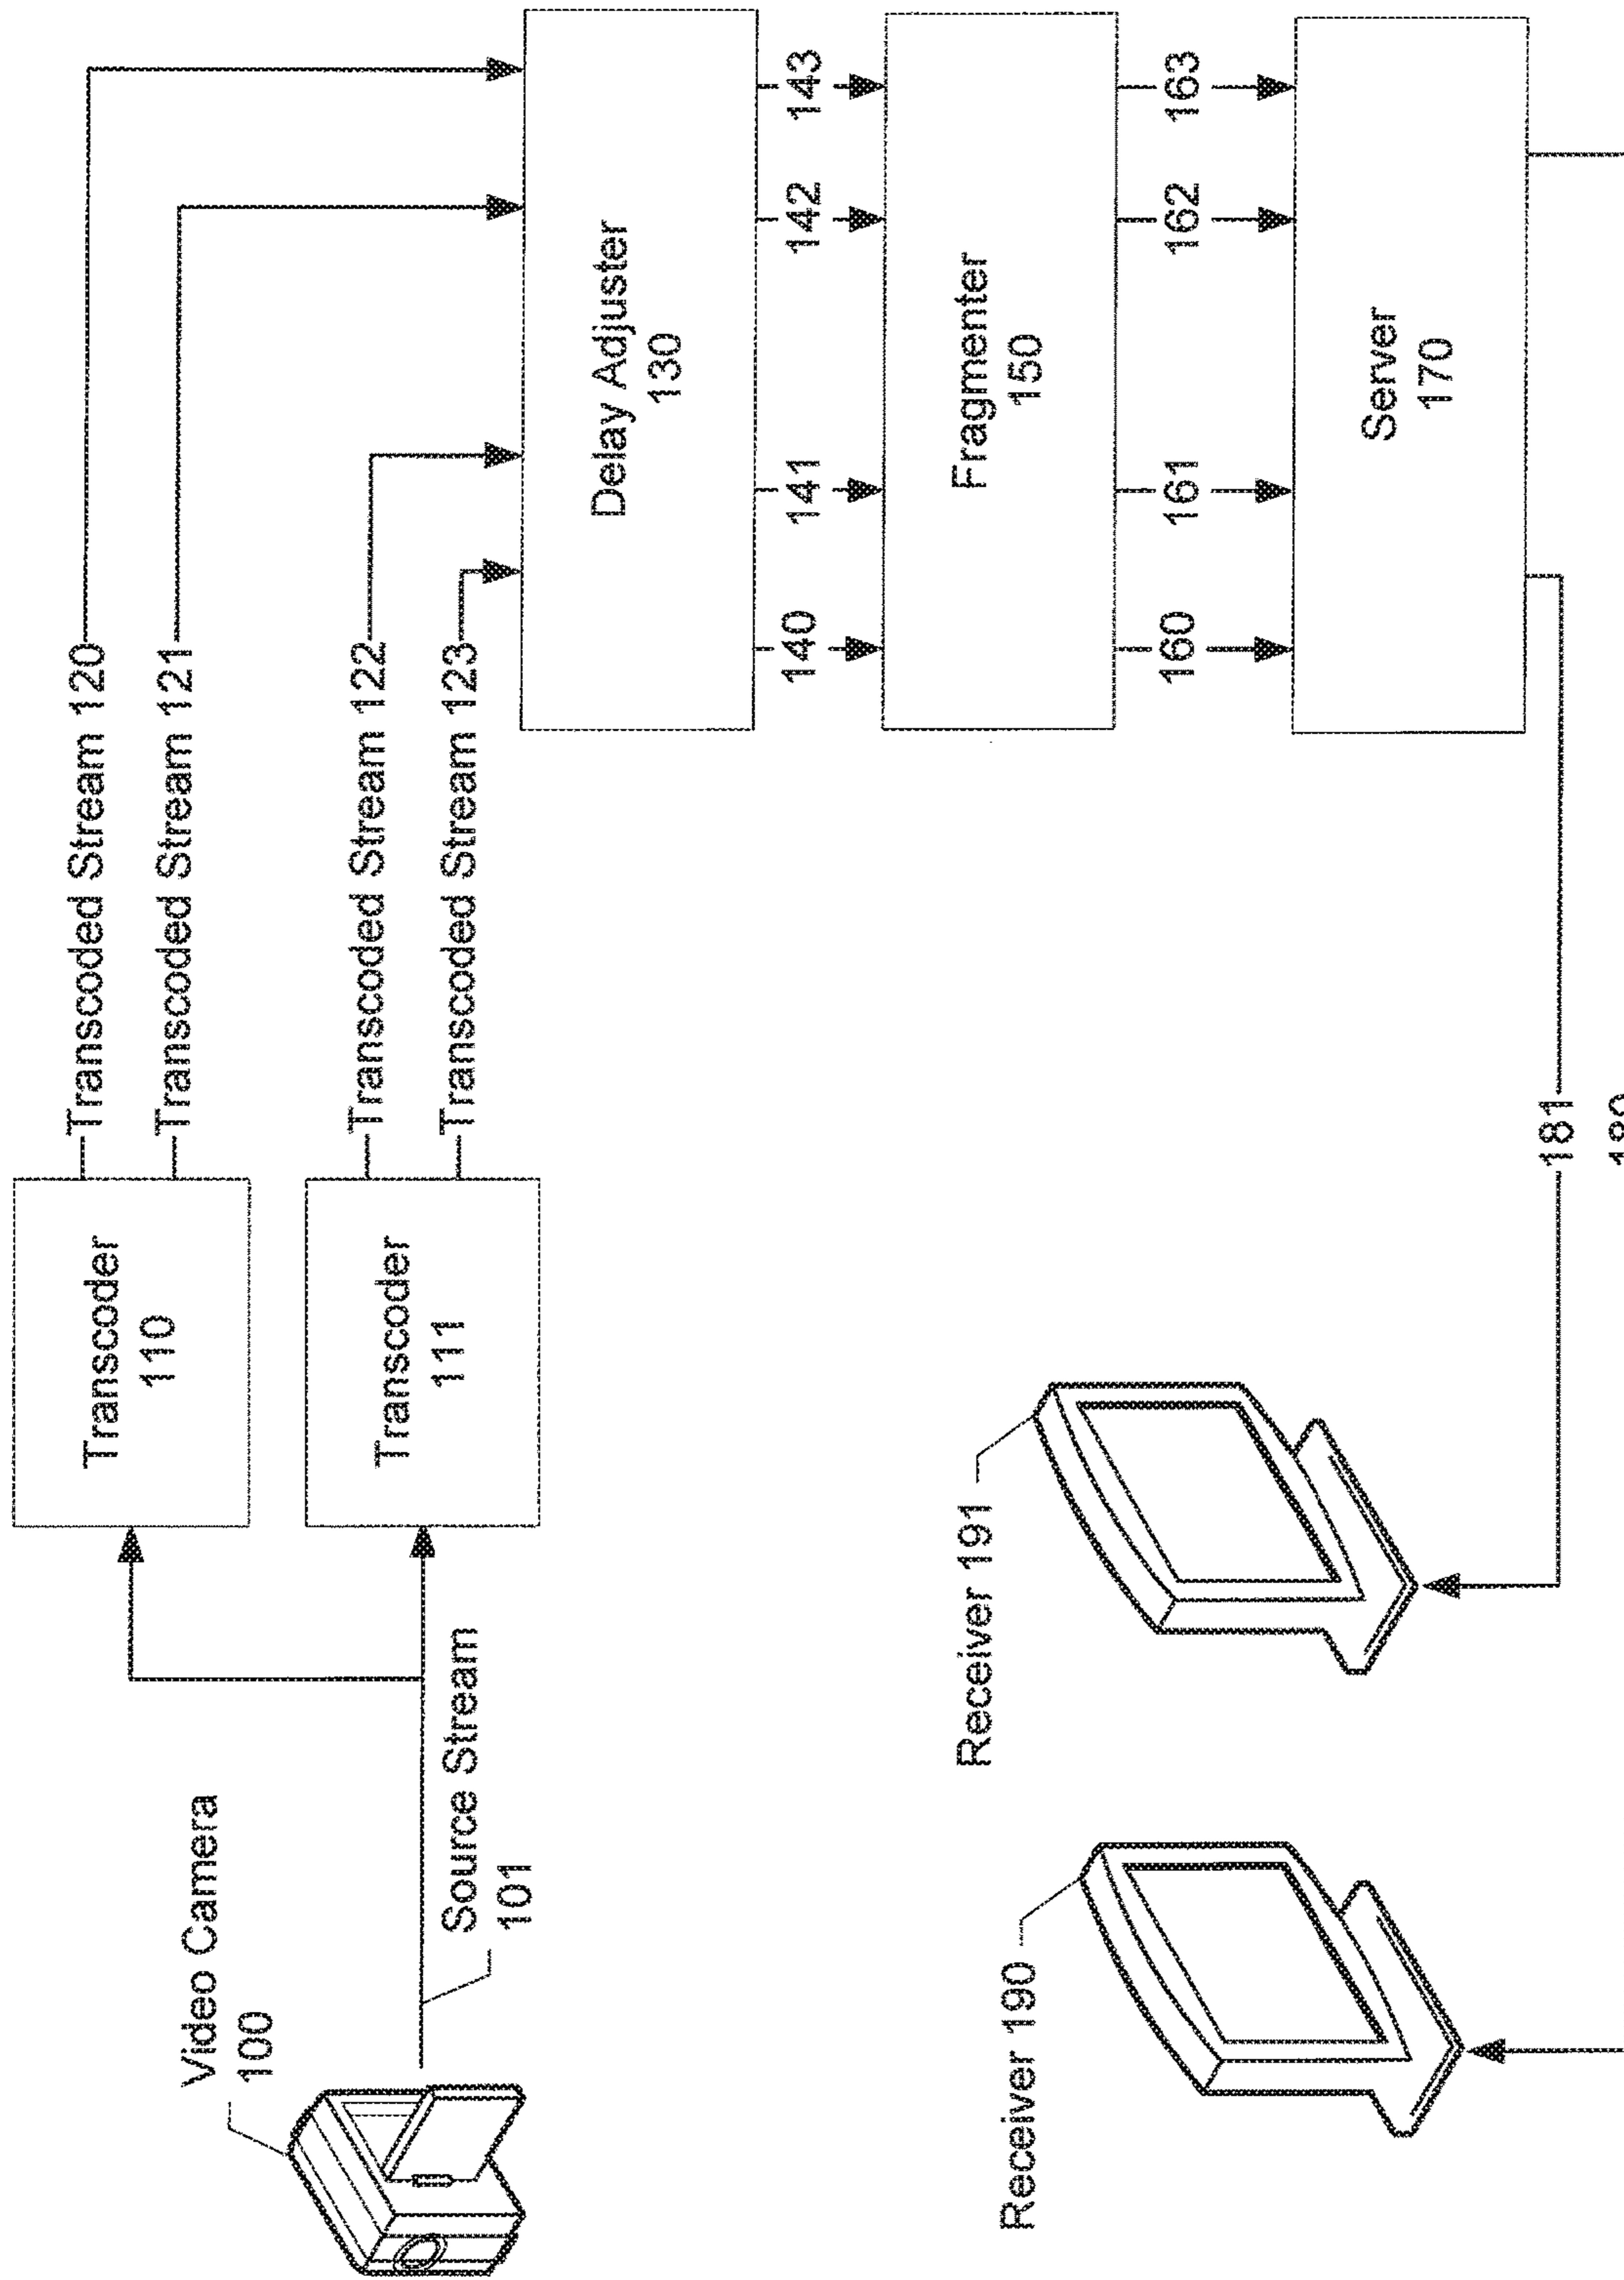 Video Camera
100
Source Stream
101
Transcoder
110
Transcoder
111
Transcoded Stream 120
Transcoded Stream 121
Transcoded Stream 122
Transcoded Stream 123
Delay Adjuster
130
140
141
142
143
Fragmenter
150
160
161
162
163
Server
170
181
Receiver 190
Receiver 191